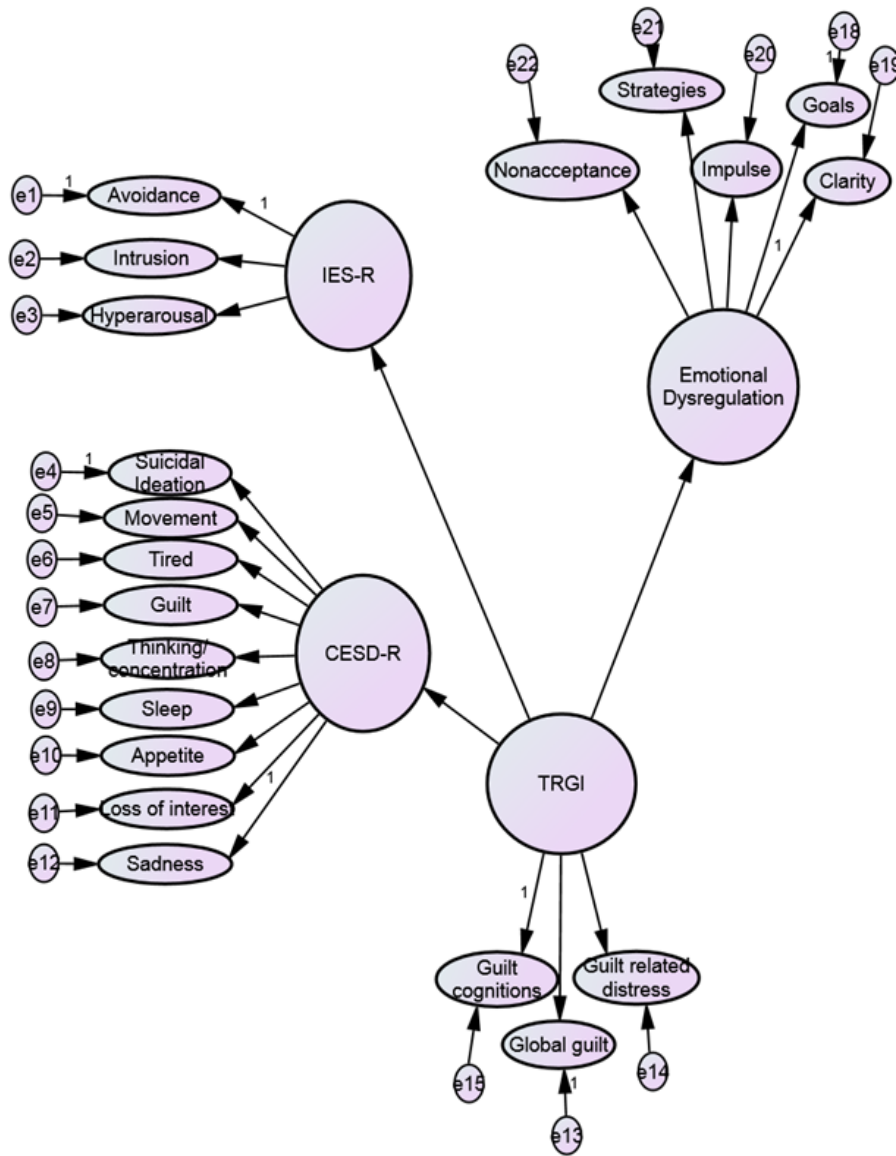 e21
e18
1
e20
e19
e22
Strategies
Goals
Nonacceptance
Impulse
Clarity
e1
1
Avoidance
1
e2
Intrusion
IES-R
e3
Hyperarousal
1
Emotional
Dysregulation
e4
1
Suicidal
Ideation
e5
Movement
e6
Tired
e7
Guilt
e8
Thinking/
concentration
CESD-R
e9
Sleep
e10
Appetite
1
e11
Loss of interest
e12
Sadness
TRGI
1
Guilt
cognitions
Guilt related
distress
Global guilt
e15
1
e14
e13